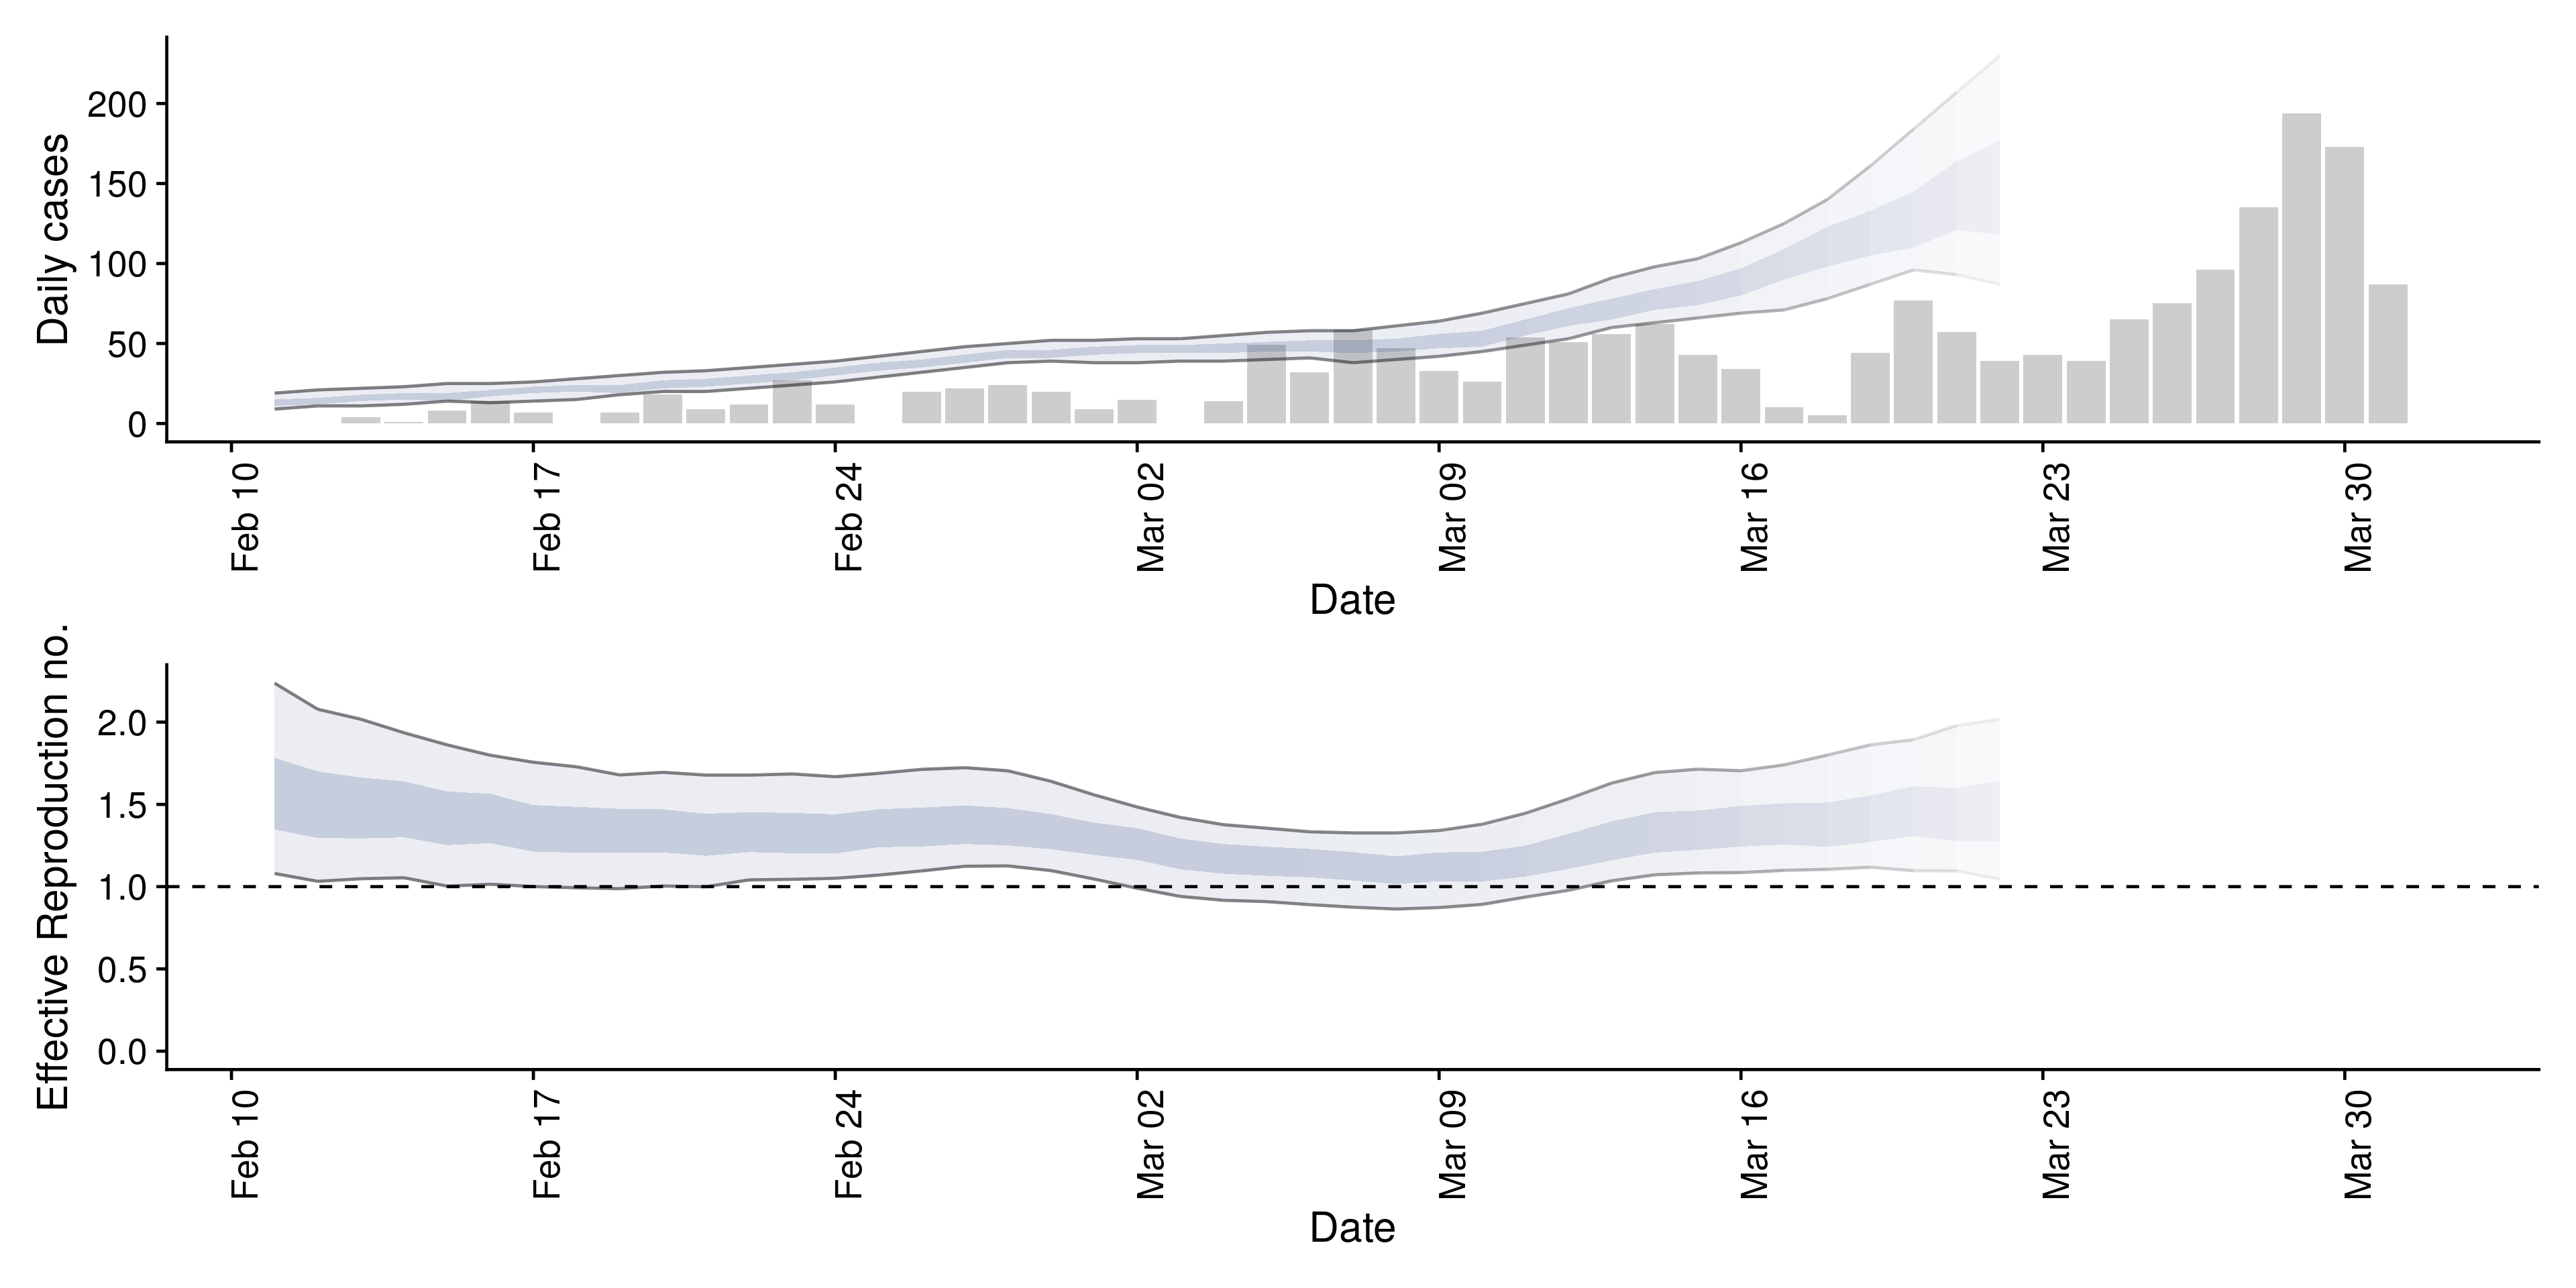 Daily cases
200
150
100
50
0
Feb 10
Feb 17
Feb 24
Mar 02
Mar 09
Mar 16
Mar 23
Mar 30
Date
Effective Reproduction no.
2.0
1.5
1.0
0.5
0.0
Feb 10
Feb 17
Feb 24
Mar 02
Mar 09
Mar 16
Mar 23
Mar 30
Date